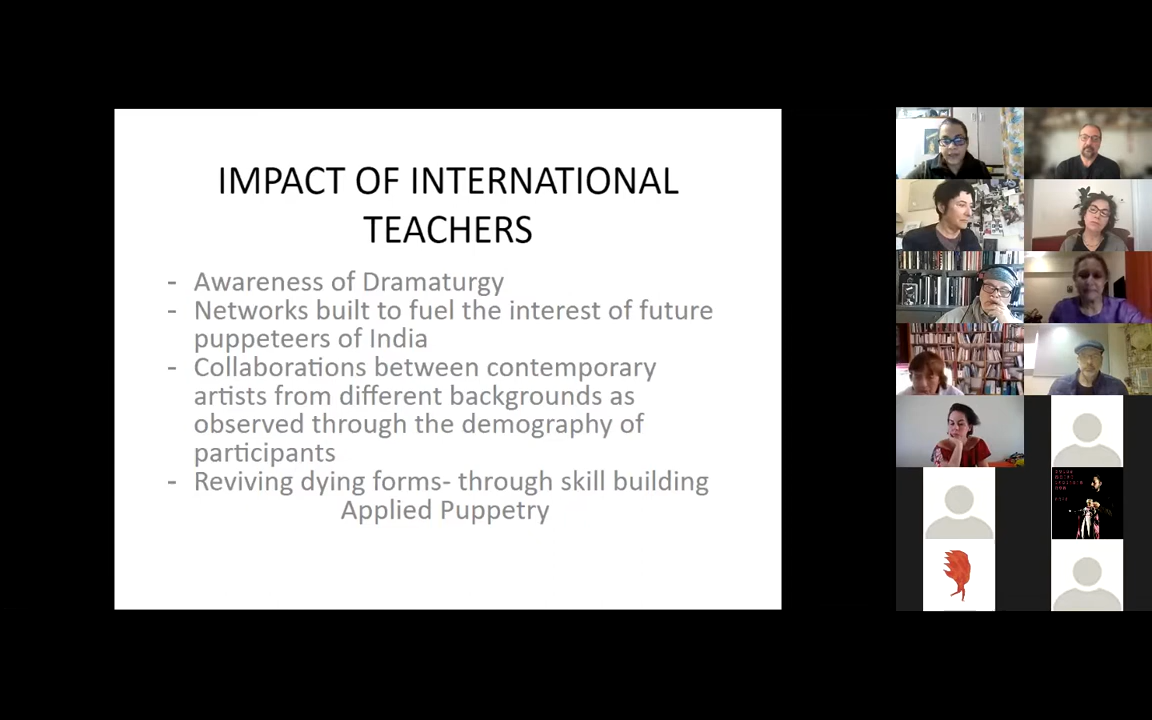 IMPACT OF INTERNATIONAL
TEACHERS
- Awareness of Dramaturgy
- Networks built to fuel the interest of future
puppeteers of India
- Collaborations between contemporary
artists from different backgrounds as
observed through the demography of
participants
- Reviving dying forms- through skill building
Applied Puppetry